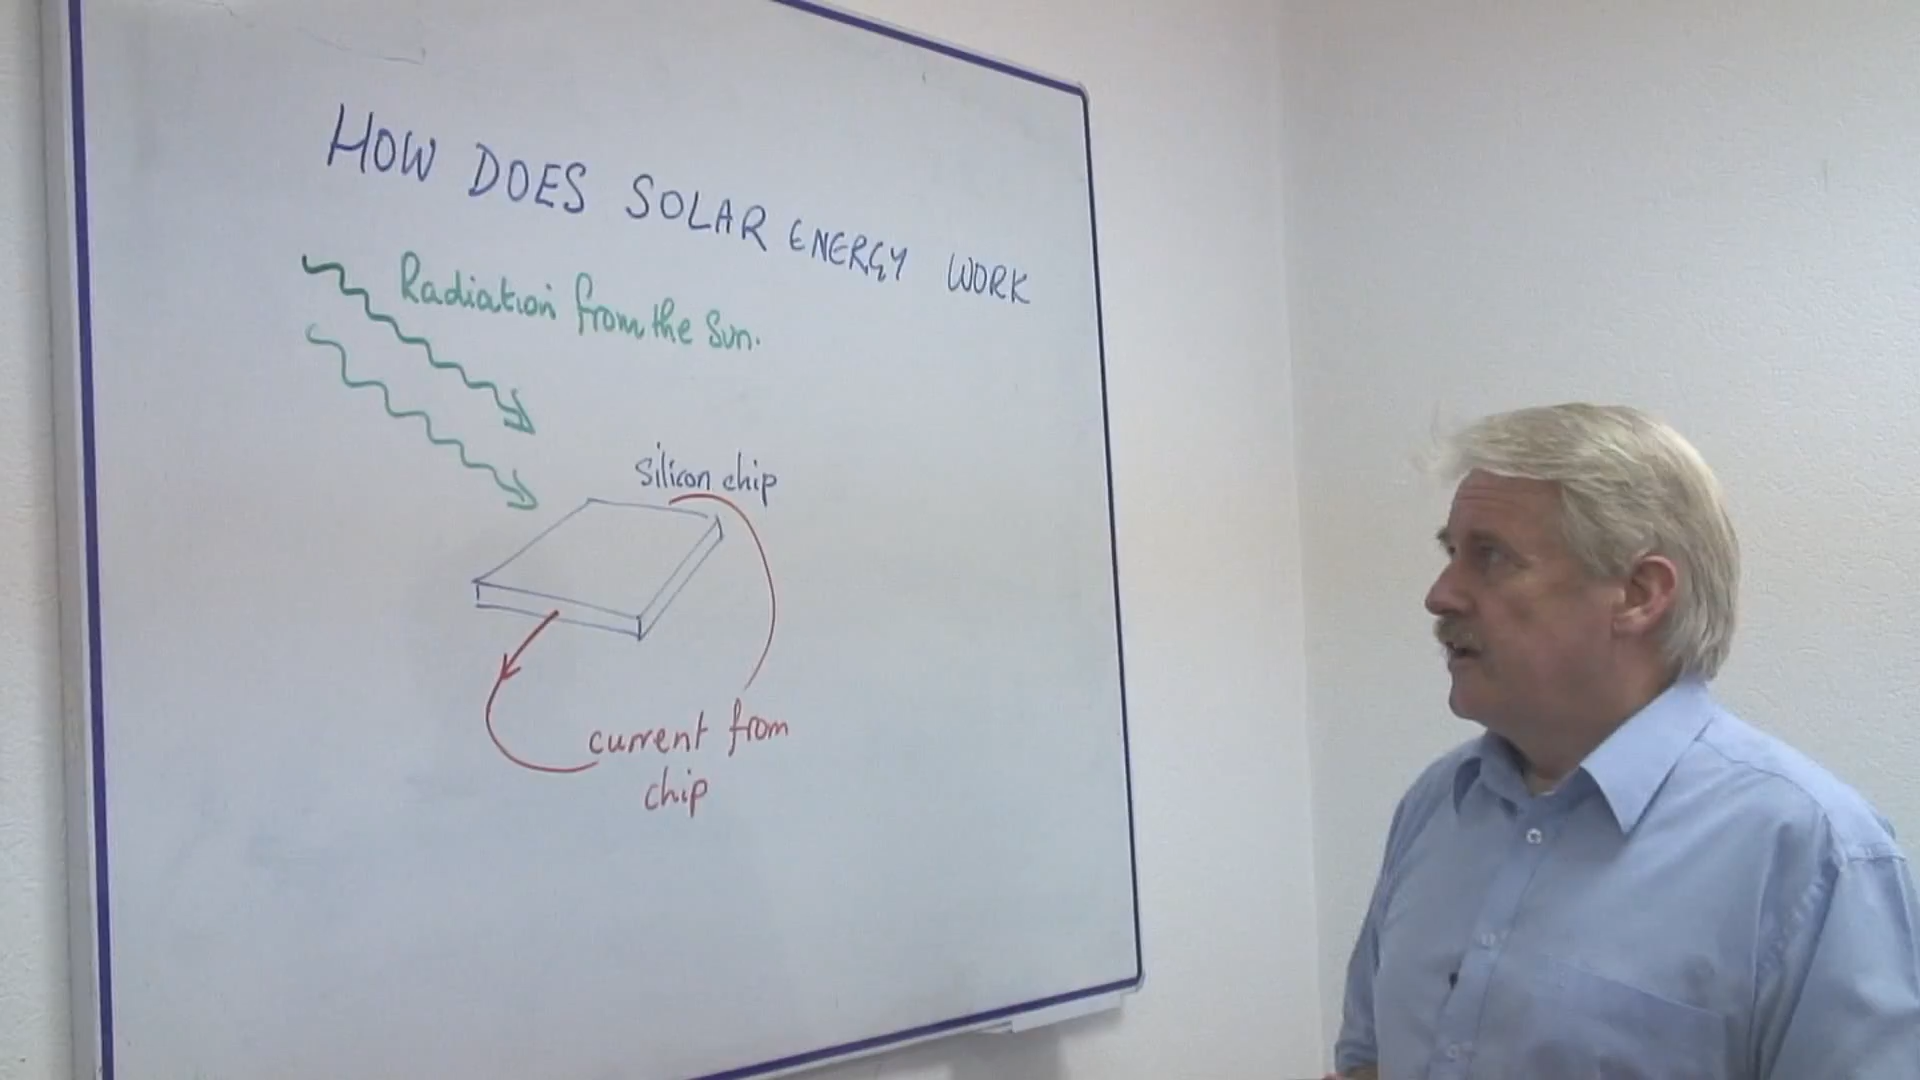 HOW DOES SOLAR ENERGY WORK
Radiation from the Sun.
silicon chip
current from
chip